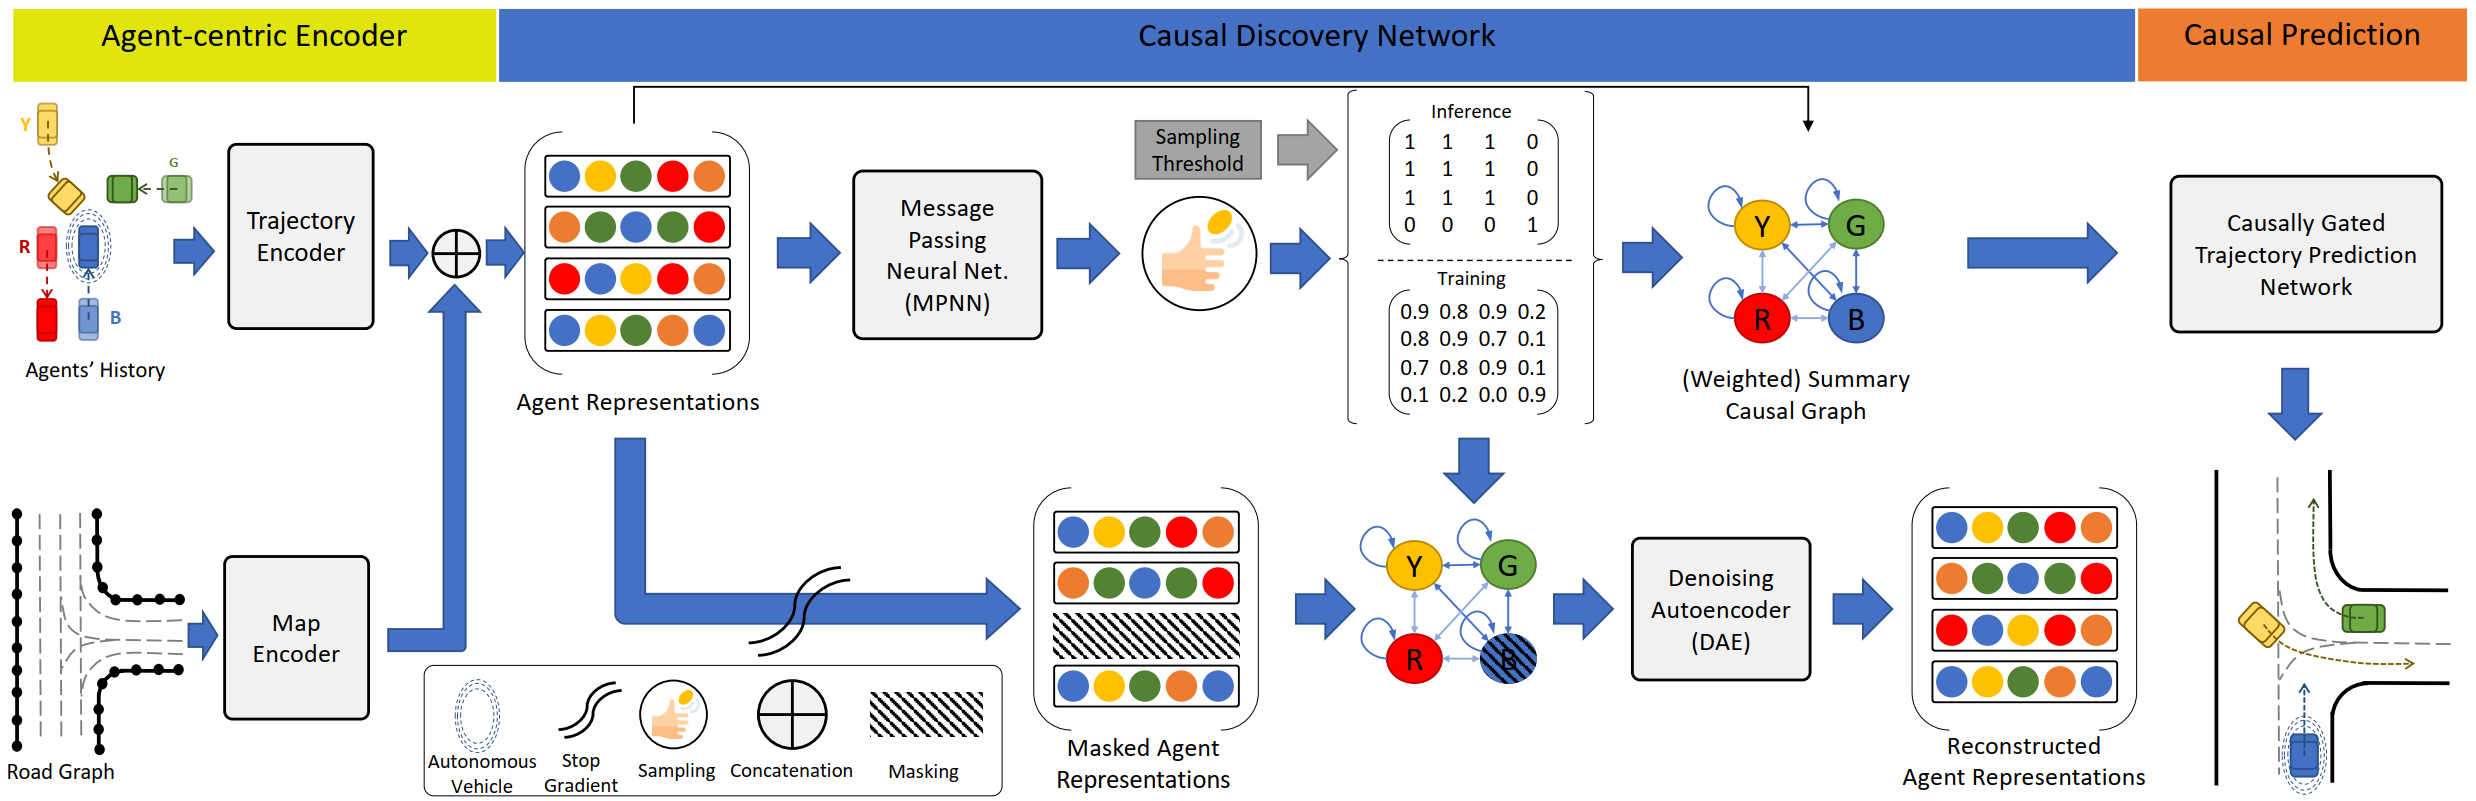 Agent-centric Encoder
Causal Discovery Network
Causal Prediction
Y
G
R
B
Agents' History
Trajectory
Encoder
Agent Representations
Message
Passing
Neural Net.
(MPNN)
Sampling
Threshold
Inference
1 1 1 0
1 1 1 0
1 1 1 0
0 0 0 1
Training
0.9 0.8 0.9 0.2
0.8 0.9 0.7 0.1
0.7 0.8 0.9 0.1
0.1 0.2 0.0 0.9
Y
G
R
B
(Weighted) Summary
Causal Graph
Causally Gated
Trajectory Prediction
Network
Road Graph
Map
Encoder
Autonomous
Vehicle
Stop
Gradient
Sampling
Concatenation
Masking
Masked Agent
Representations
Y
G
R
B
Denoising
Autoencoder
(DAE)
Reconstructed
Agent Representations